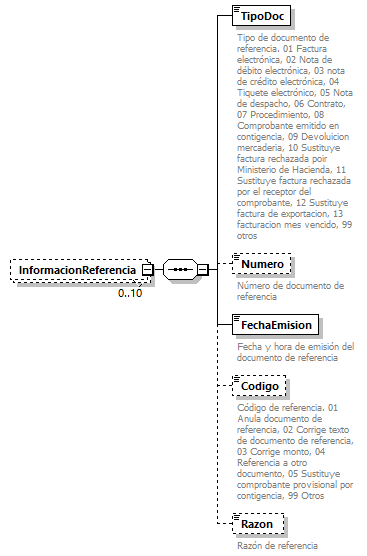 TipoDoc
Tipo de documento de
referencia. 01 Factura
electrónica, 02 Nota de
débito electrónica, 03 nota
de crédito electrónica, 04
Tiquete electrónico, 05 Nota
de despacho, 06 Contrato,
07 Procedimiento, 08
Comprobante emitido en
contigencia, 09 Devoluicion
mercaderia, 10 Sustituye
factura rechazada poir
Ministerio de Hacienda, 11
Sustituye factura rechazada
por el receptor del
comprobante, 12 Sustituye
factura de exportacion, 13
facturacion mes vencido, 99
otros
InformacionReferencia
0..10
Numero
Número de documento de
referencia
FechaEmision
Fecha y hora de emisión del
documento de referencia
Codigo
Código de referencia. 01
Anula documento de
referencia, 02 Corrige texto
de documento de referencia,
03 Corrige monto, 04
Referencia a otro
documento, 05 Sustituye
comprobante provisional por
contigencia, 99 Otros
Razon
Razón de referencia